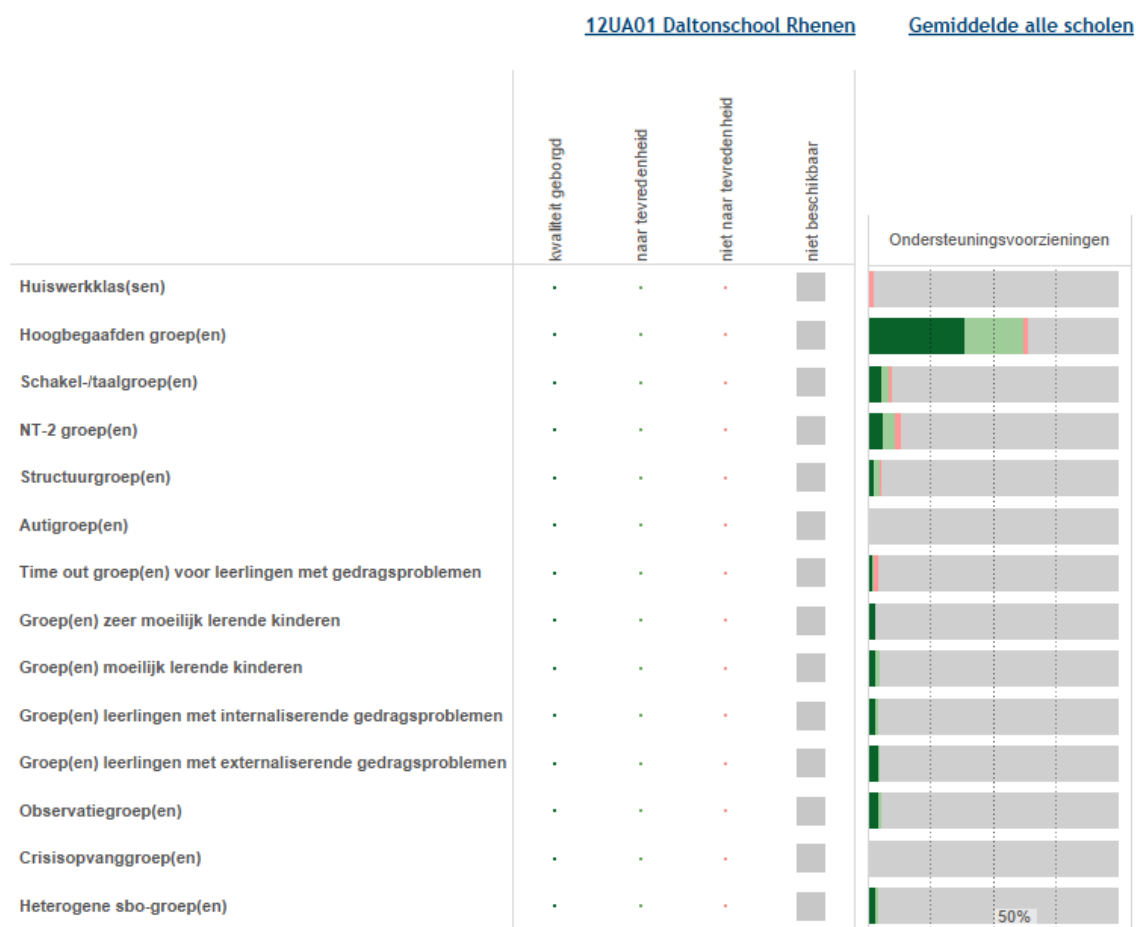 12UA01 Daltonschool Rhenen
Gemiddelde alle scholen
kwaliteit geborgd
naar tevredenheid
niet naar tevredenheid
niet beschikbaar
Ondersteuningsvoorzieningen
Huiswerkklas(sen)
Hoogbegaafden groep(en)
Schakel-/taalgroep(en)
NT-2 groep(en)
Structuurgroep(en)
Autigroep(en)
Time out groep(en) voor leerlingen met gedragsproblemen
Groep(en) zeer moeilijk lerende kinderen
Groep(en) moeilijk lerende kinderen
Groep(en) leerlingen met internaliserende gedragsproblemen
Groep(en) leerlingen met externaliserende gedragsproblemen
Observatiegroep(en)
Crisisopvanggroep(en)
Heterogene sbo-groep(en)
50%